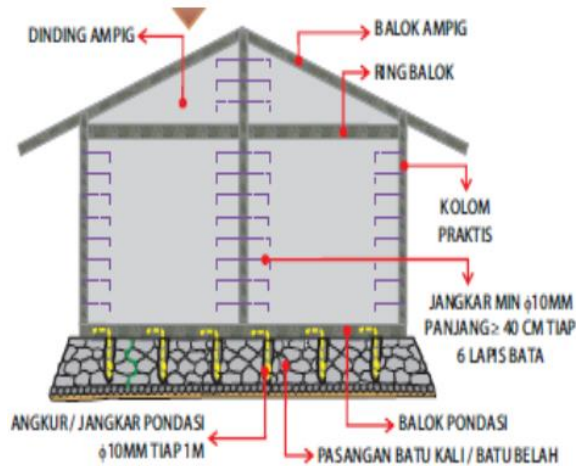 DINDING AMPIG
BALOK AMPIG
RING BALOK
KOLOM
PRAKTIS
JANGKAR MIN ϕ10MM
PANJANG ≥ 40 CM TIAP
6 LAPIS BATA
ANGKUR / JANGKAR PONDASI
ϕ10MM TIAP 1 M
BALOK PONDASI
PASANGAN BATU KALI / BATU BELAH